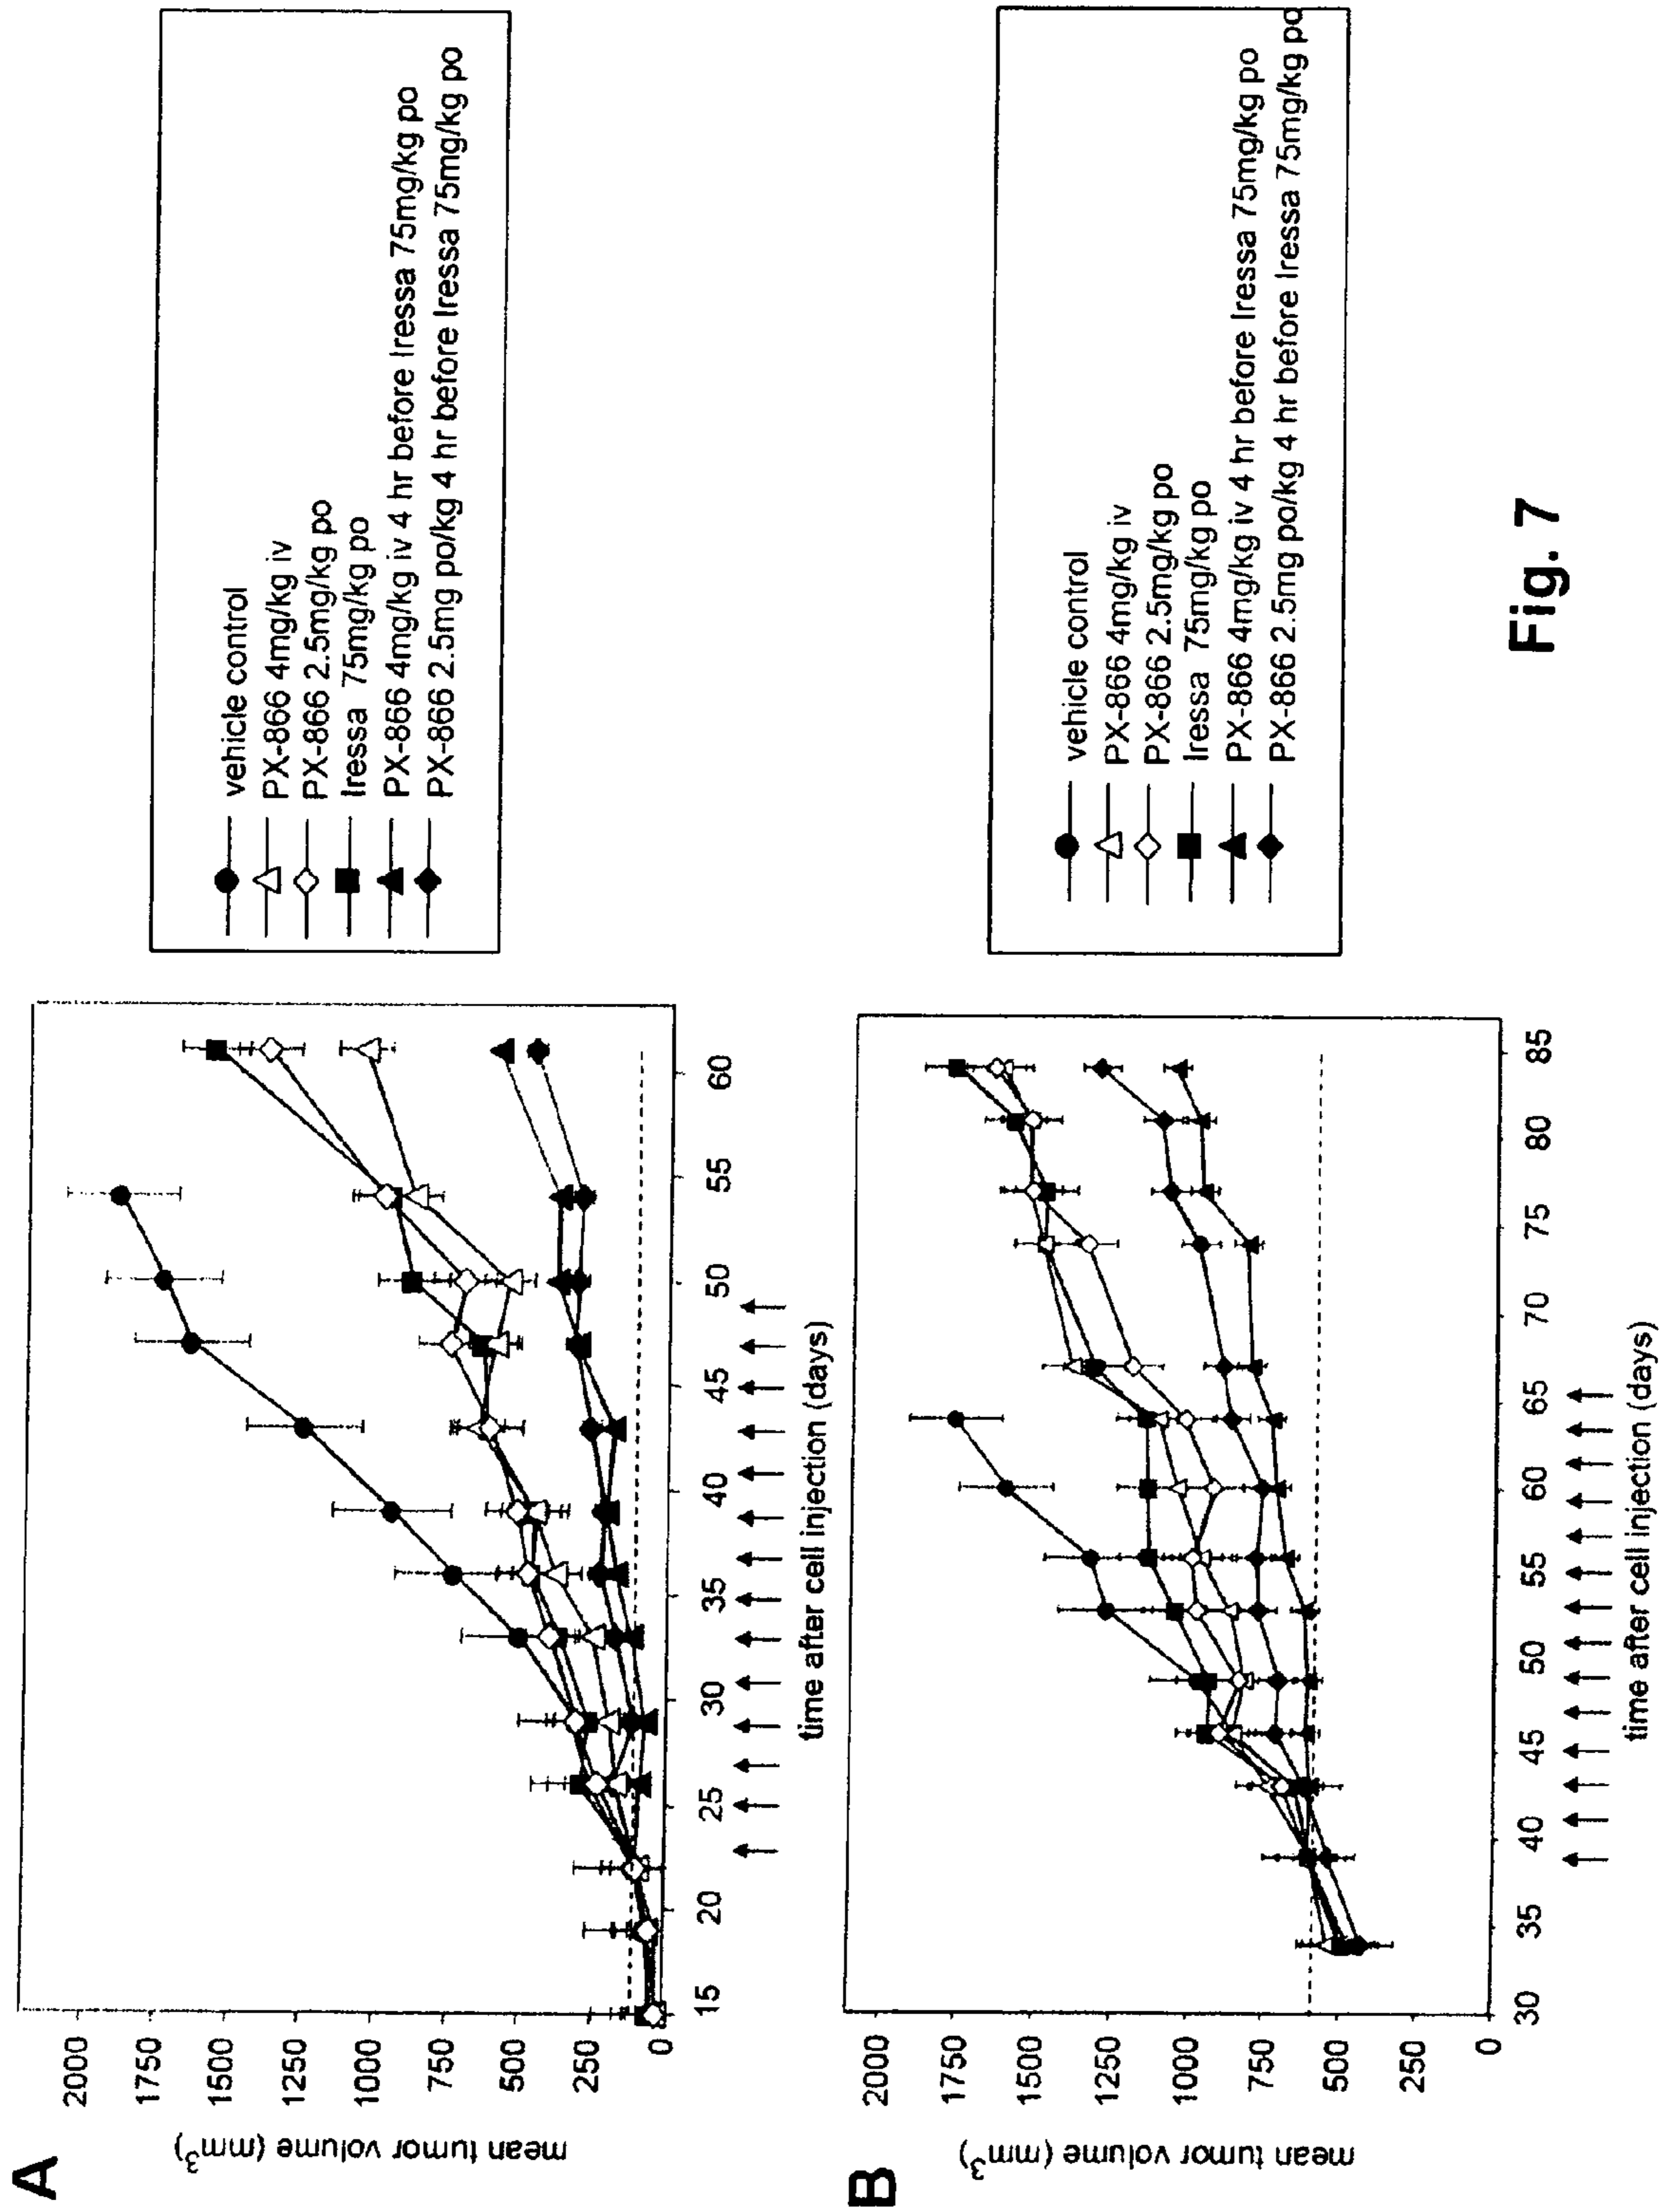 A
mean tumor volume (mm3)
2000
1750
1500
1250
1000
750
500
250
0
15 20 25 30 35 40 45 50 55 60
time after cell injection (days)
vehicle control
PX-866 4mg/kg iv
PX-866 2.5mg/kg po
Iressa 75mg/kg po
PX-866 4mg/kg iv 4 hr before Iressa 75mg/kg po
PX-866 2.5mg po/kg 4 hr before Iressa 75mg/kg po
B
mean tumor volume (mm3)
2000
1750
1500
1250
1000
750
500
250
0
30 35 40 45 50 55 60 65 70 75 80 85
time after cell injection (days)
vehicle control
PX-866 4mg/kg iv
PX-866 2.5mg/kg po
Iressa 75mg/kg po
PX-866 4mg/kg iv 4 hr before Iressa 75mg/kg po
PX-866 2.5mg po/kg 4 hr before Iressa 75mg/kg po
Fig. 7